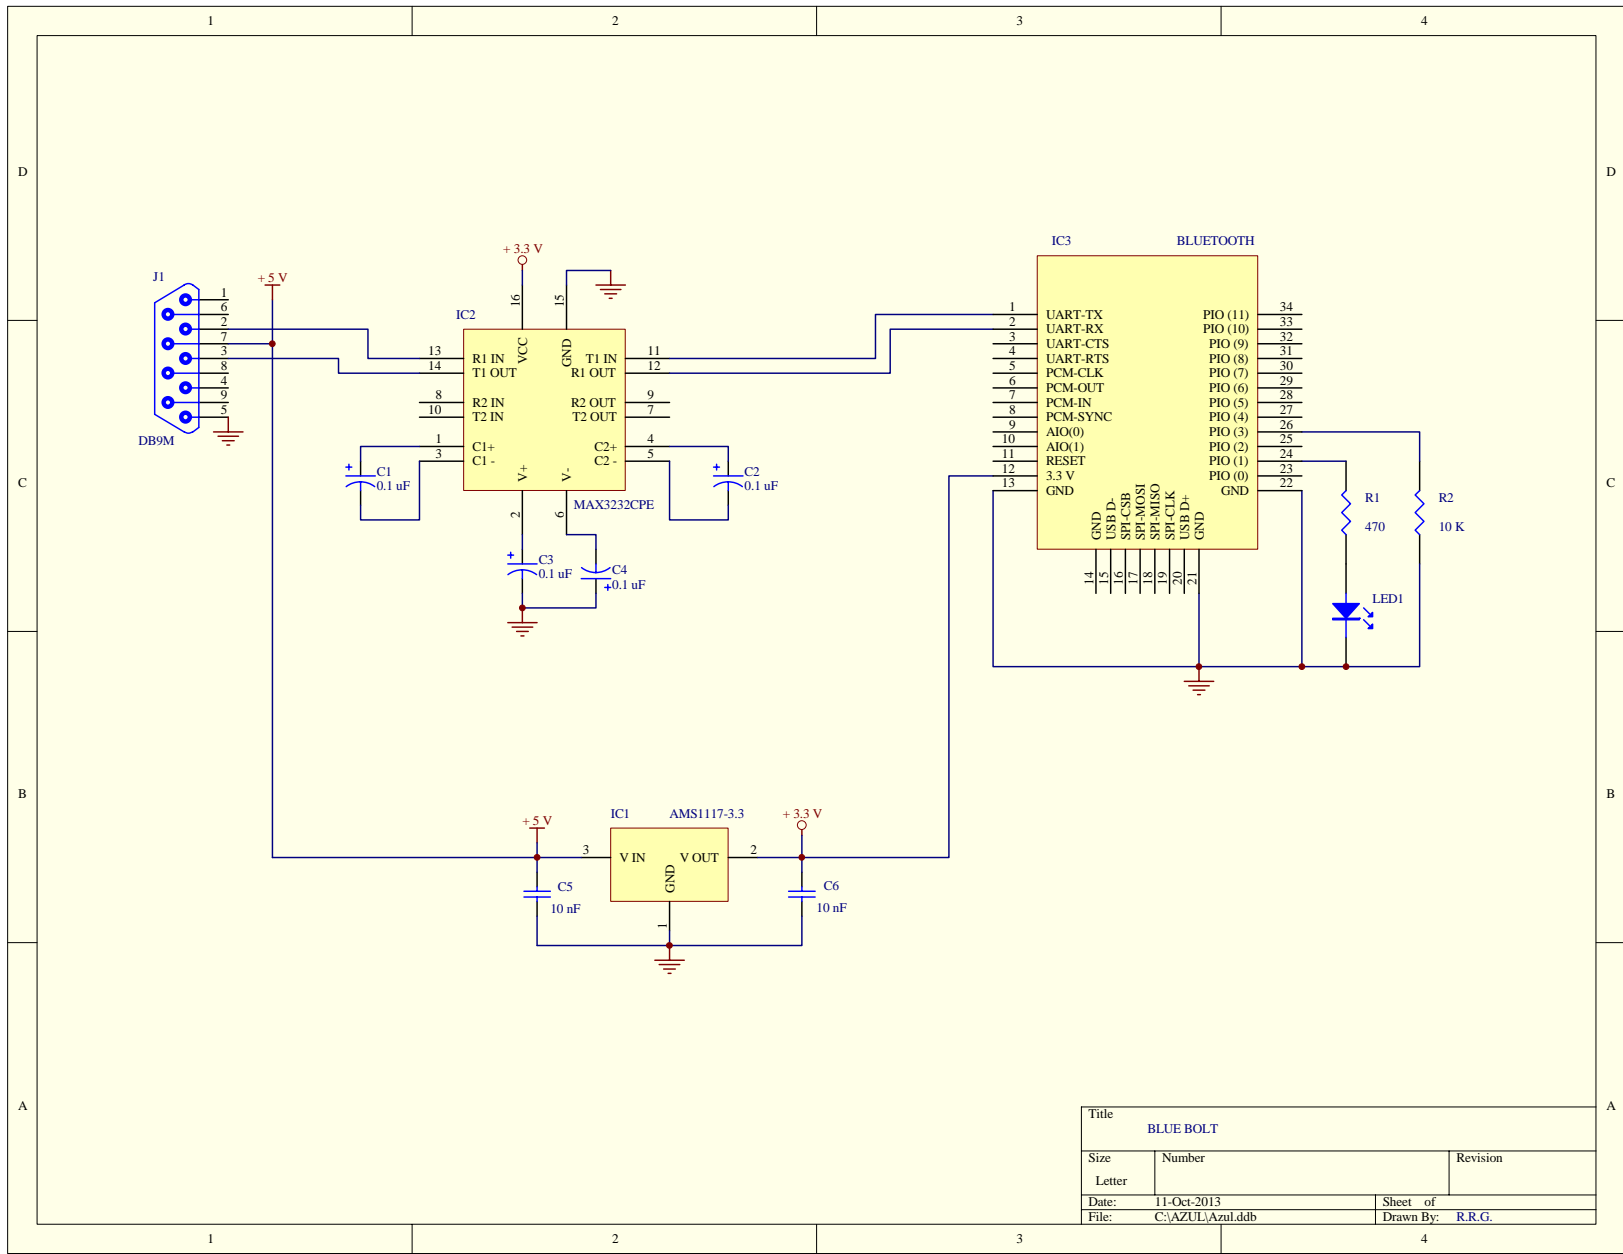 1 2 3 4
D D
C C
B B
A A
J1
+ 5 V
1
6
2
7
3
8
4
9
5
DB9M
+ 3.3 V
IC2
16
15
VCC
GND
13 R1 IN
14 T1 OUT
8 R2 IN
10 T2 IN
1 C1+
3 C1 -
T1 IN 11
R1 OUT 12
R2 OUT 9
T2 OUT 7
C2+ 4
C2 - 5
V+
V-
2
6
MAX3232CPE
+ C1
0.1 uF
+ C2
0.1 uF
+ C3
0.1 uF
C4
+ 0.1 uF
IC3 BLUETOOTH
1 UART-TX
2 UART-RX
3 UART-CTS
4 UART-RTS
5 PCM-CLK
6 PCM-OUT
7 PCM-IN
8 PCM-SYNC
9 AIO(0)
10 AIO(1)
11 RESET
12 3.3 V
13 GND
PIO (11) 34
PIO (10) 33
PIO (9) 32
PIO (8) 31
PIO (7) 30
PIO (6) 29
PIO (5) 28
PIO (4) 27
PIO (3) 26
PIO (2) 25
PIO (1) 24
PIO (0) 23
GND 22
GND 14
USB D- 15
SPI-CSB 16
SPI-MOSI 17
SPI-MISO 18
SPI-CLK 19
USB D+ 20
GND 21
R1
470
R2
10 K
LED1
+ 5 V
IC1 AMS1117-3.3
+ 3.3 V
3 V IN
V OUT 2
GND
1
C5
10 nF
C6
10 nF
Title
BLUE BOLT
Size Number Revision
Letter
Date: 11-Oct-2013 Sheet of
File: C:\AZUL\Azul.ddb Drawn By: R.R.G.
1 2 3 4